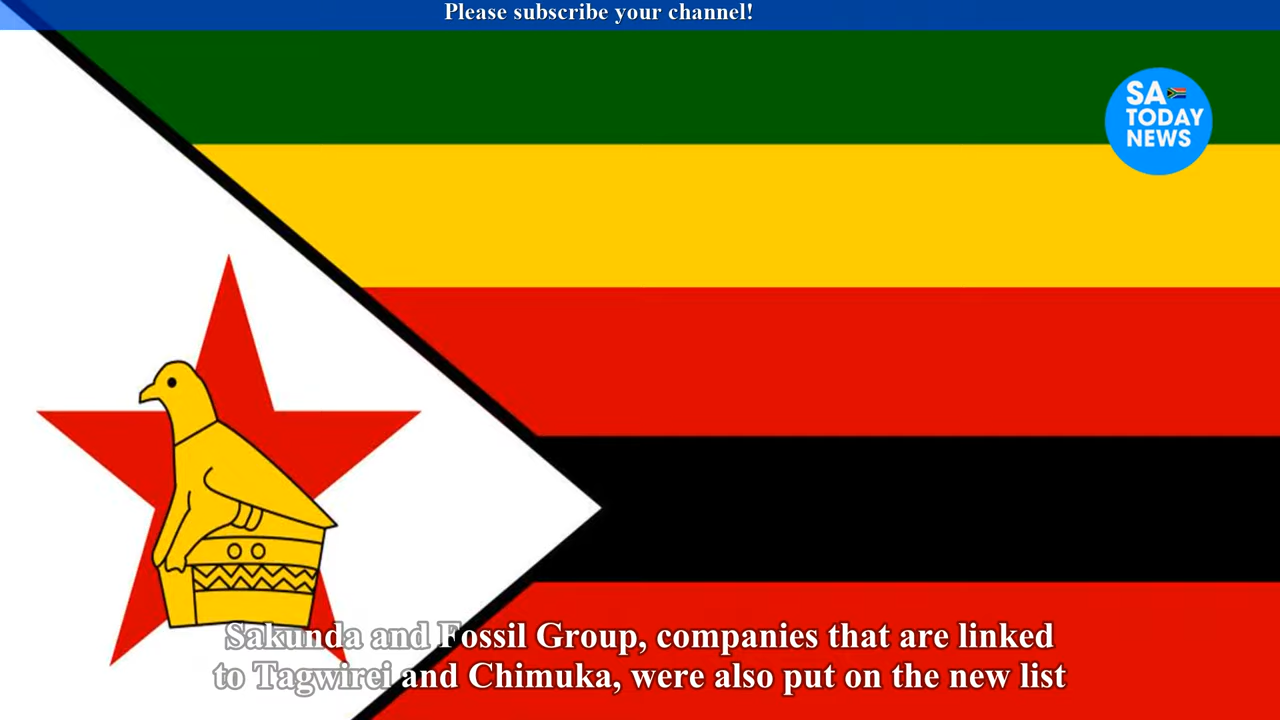 Please subscribe your channel!
SA
TODAY
NEWS
Sakunda and Fossil Group, companies that are linked
to Tagwirei and Chimuka, were also put on the new list